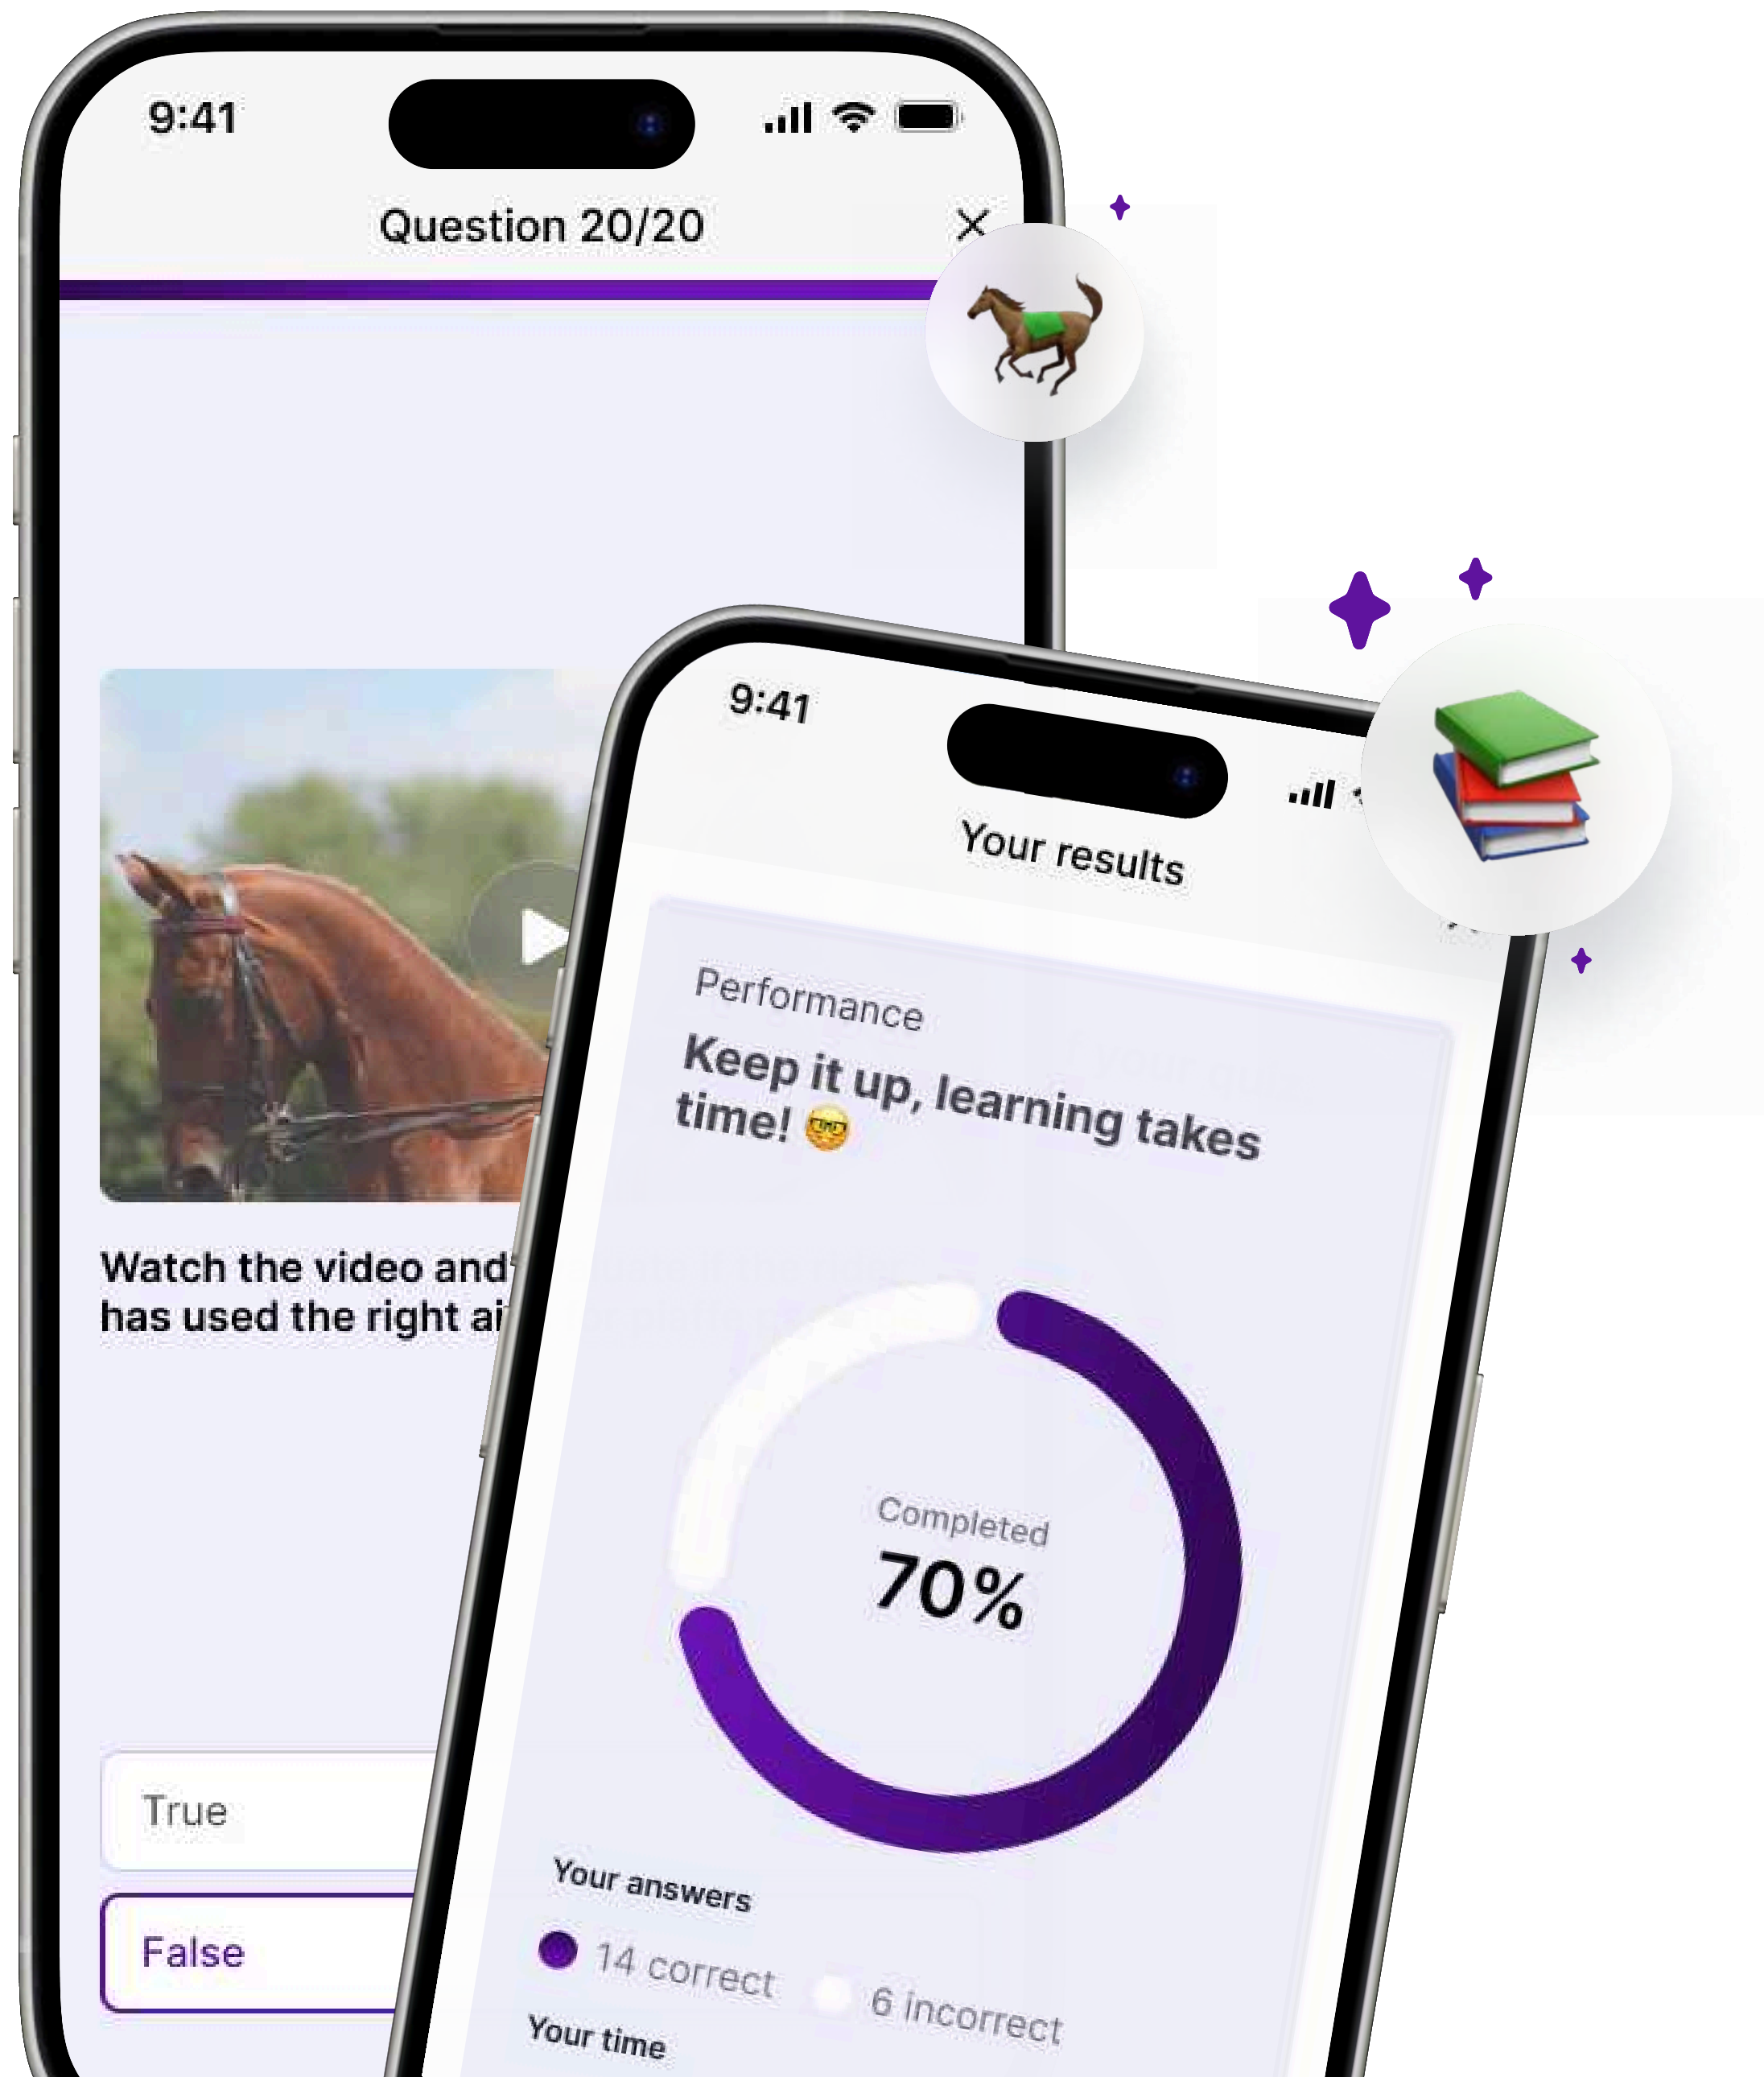 9:41
Question 20/20
Watch the video and
has used the right ai
True
False
9:41
Your results
Performance
Keep it up, learning takes
time! 🤓
Completed
70%
Your answers
14 correct
6 incorrect
Your time